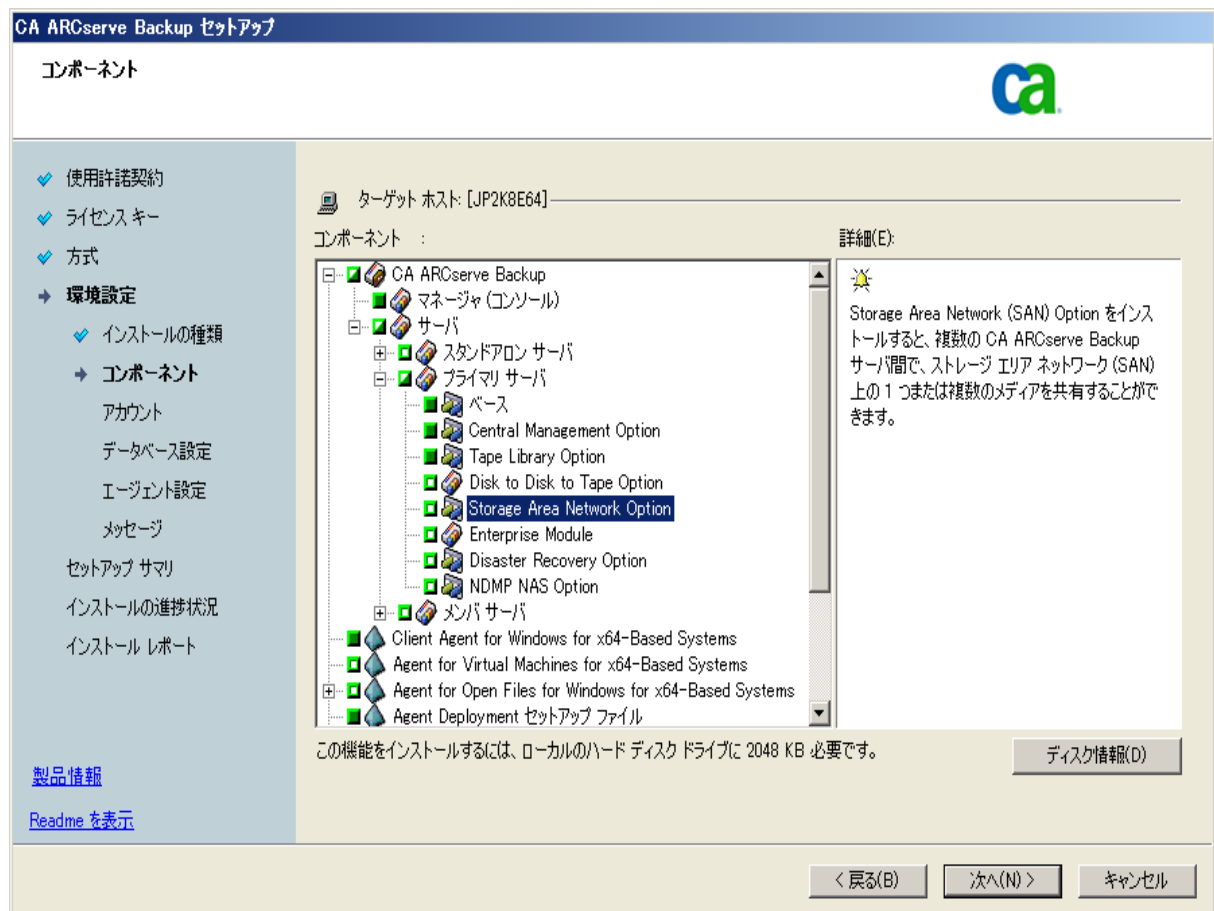 CA ARCserve Backup セットアップ
コンポーネント
ca
使用許諾契約
ライセンス キー
方式
環境設定
インストールの種類
コンポーネント
アカウント
データベース設定
エージェント設定
メッセージ
セットアップ サマリ
インストールの進捗状況
インストール レポート
製品情報
Readme を表示
ターゲット ホスト: [JP2K8E64]
コンポーネント :
CA ARCserve Backup
マネージャ (コンソール)
サーバ
スタンドアロン サーバ
プライマリ サーバ
ベース
Central Management Option
Tape Library Option
Disk to Disk to Tape Option
Storage Area Network Option
Enterprise Module
Disaster Recovery Option
NDMP NAS Option
メンバ サーバ
Client Agent for Windows for x64-Based Systems
Agent for Virtual Machines for x64-Based Systems
Agent for Open Files for Windows for x64-Based Systems
Agent Deployment セットアップ ファイル
詳細(E):
Storage Area Network (SAN) Option をインス
トールすると、複数の CA ARCserve Backup
サーバ間で、ストレージ エリア ネットワーク (SAN)
上の 1 つまたは複数のメディアを共有することがで
きます。
この機能をインストールするには、ローカルのハード ディスク ドライブに 2048 KB 必要です。
ディスク情報(D)
< 戻る(B)
次へ(N) >
キャンセル